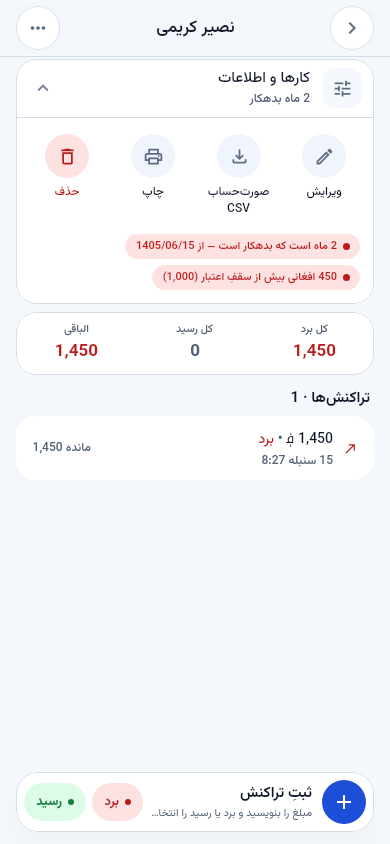 نصیر کریمی
کارها و اطلاعات
2 ماه بدهکار
ویرایش
صورت‌حساب CSV
چاپ
حذف
2 ماه است که بدهکار است — از 1405/06/15
450 افغانی بیش از سقفِ اعتبار (1,000)
کل برد
کل رسید
الباقی
1,450
0
1,450
تراکنش‌ها · 1
1,450 ؋ • برد
مانده 1,450
15 سنبله 8:27
ثبتِ تراکنش
مبلغ را بنویسید و برد یا رسید را انتخا...
برد
رسید